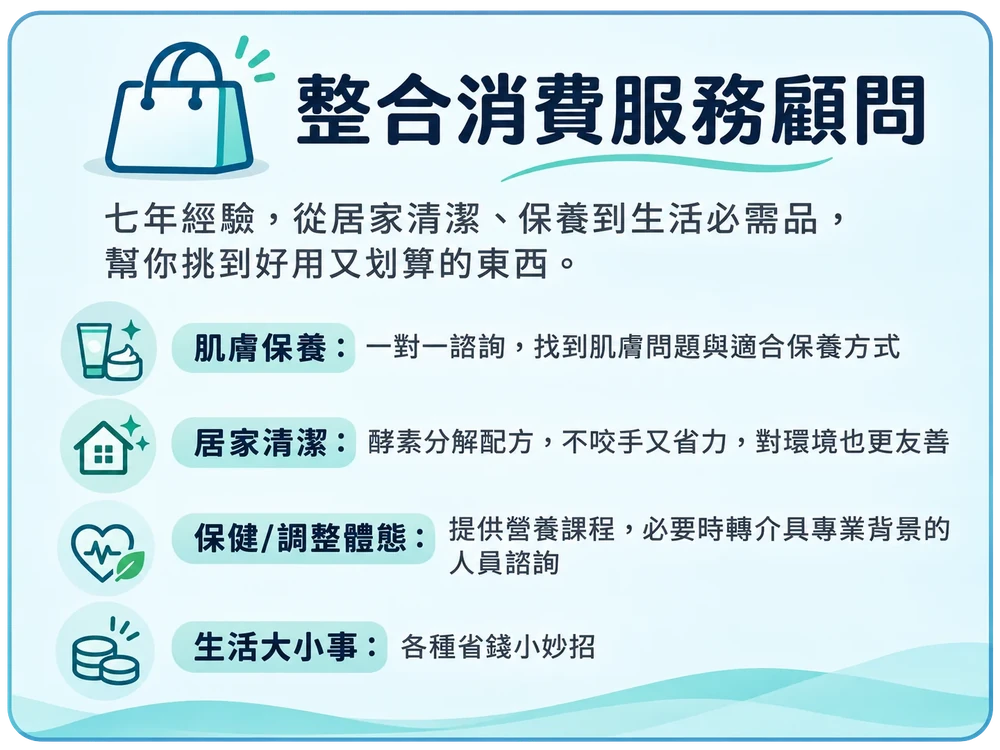 整合消費服務顧問
七年經驗，從居家清潔、保養到生活必需品，
幫你挑到好用又划算的東西。
肌膚保養：一對一諮詢，找到肌膚問題與適合保養方式
居家清潔：酵素分解配方，不咬手又省力，對環境也更友善
保健/調整體態：提供營養課程，必要時轉介具專業背景的
人員諮詢
生活大小事：各種省錢小妙招